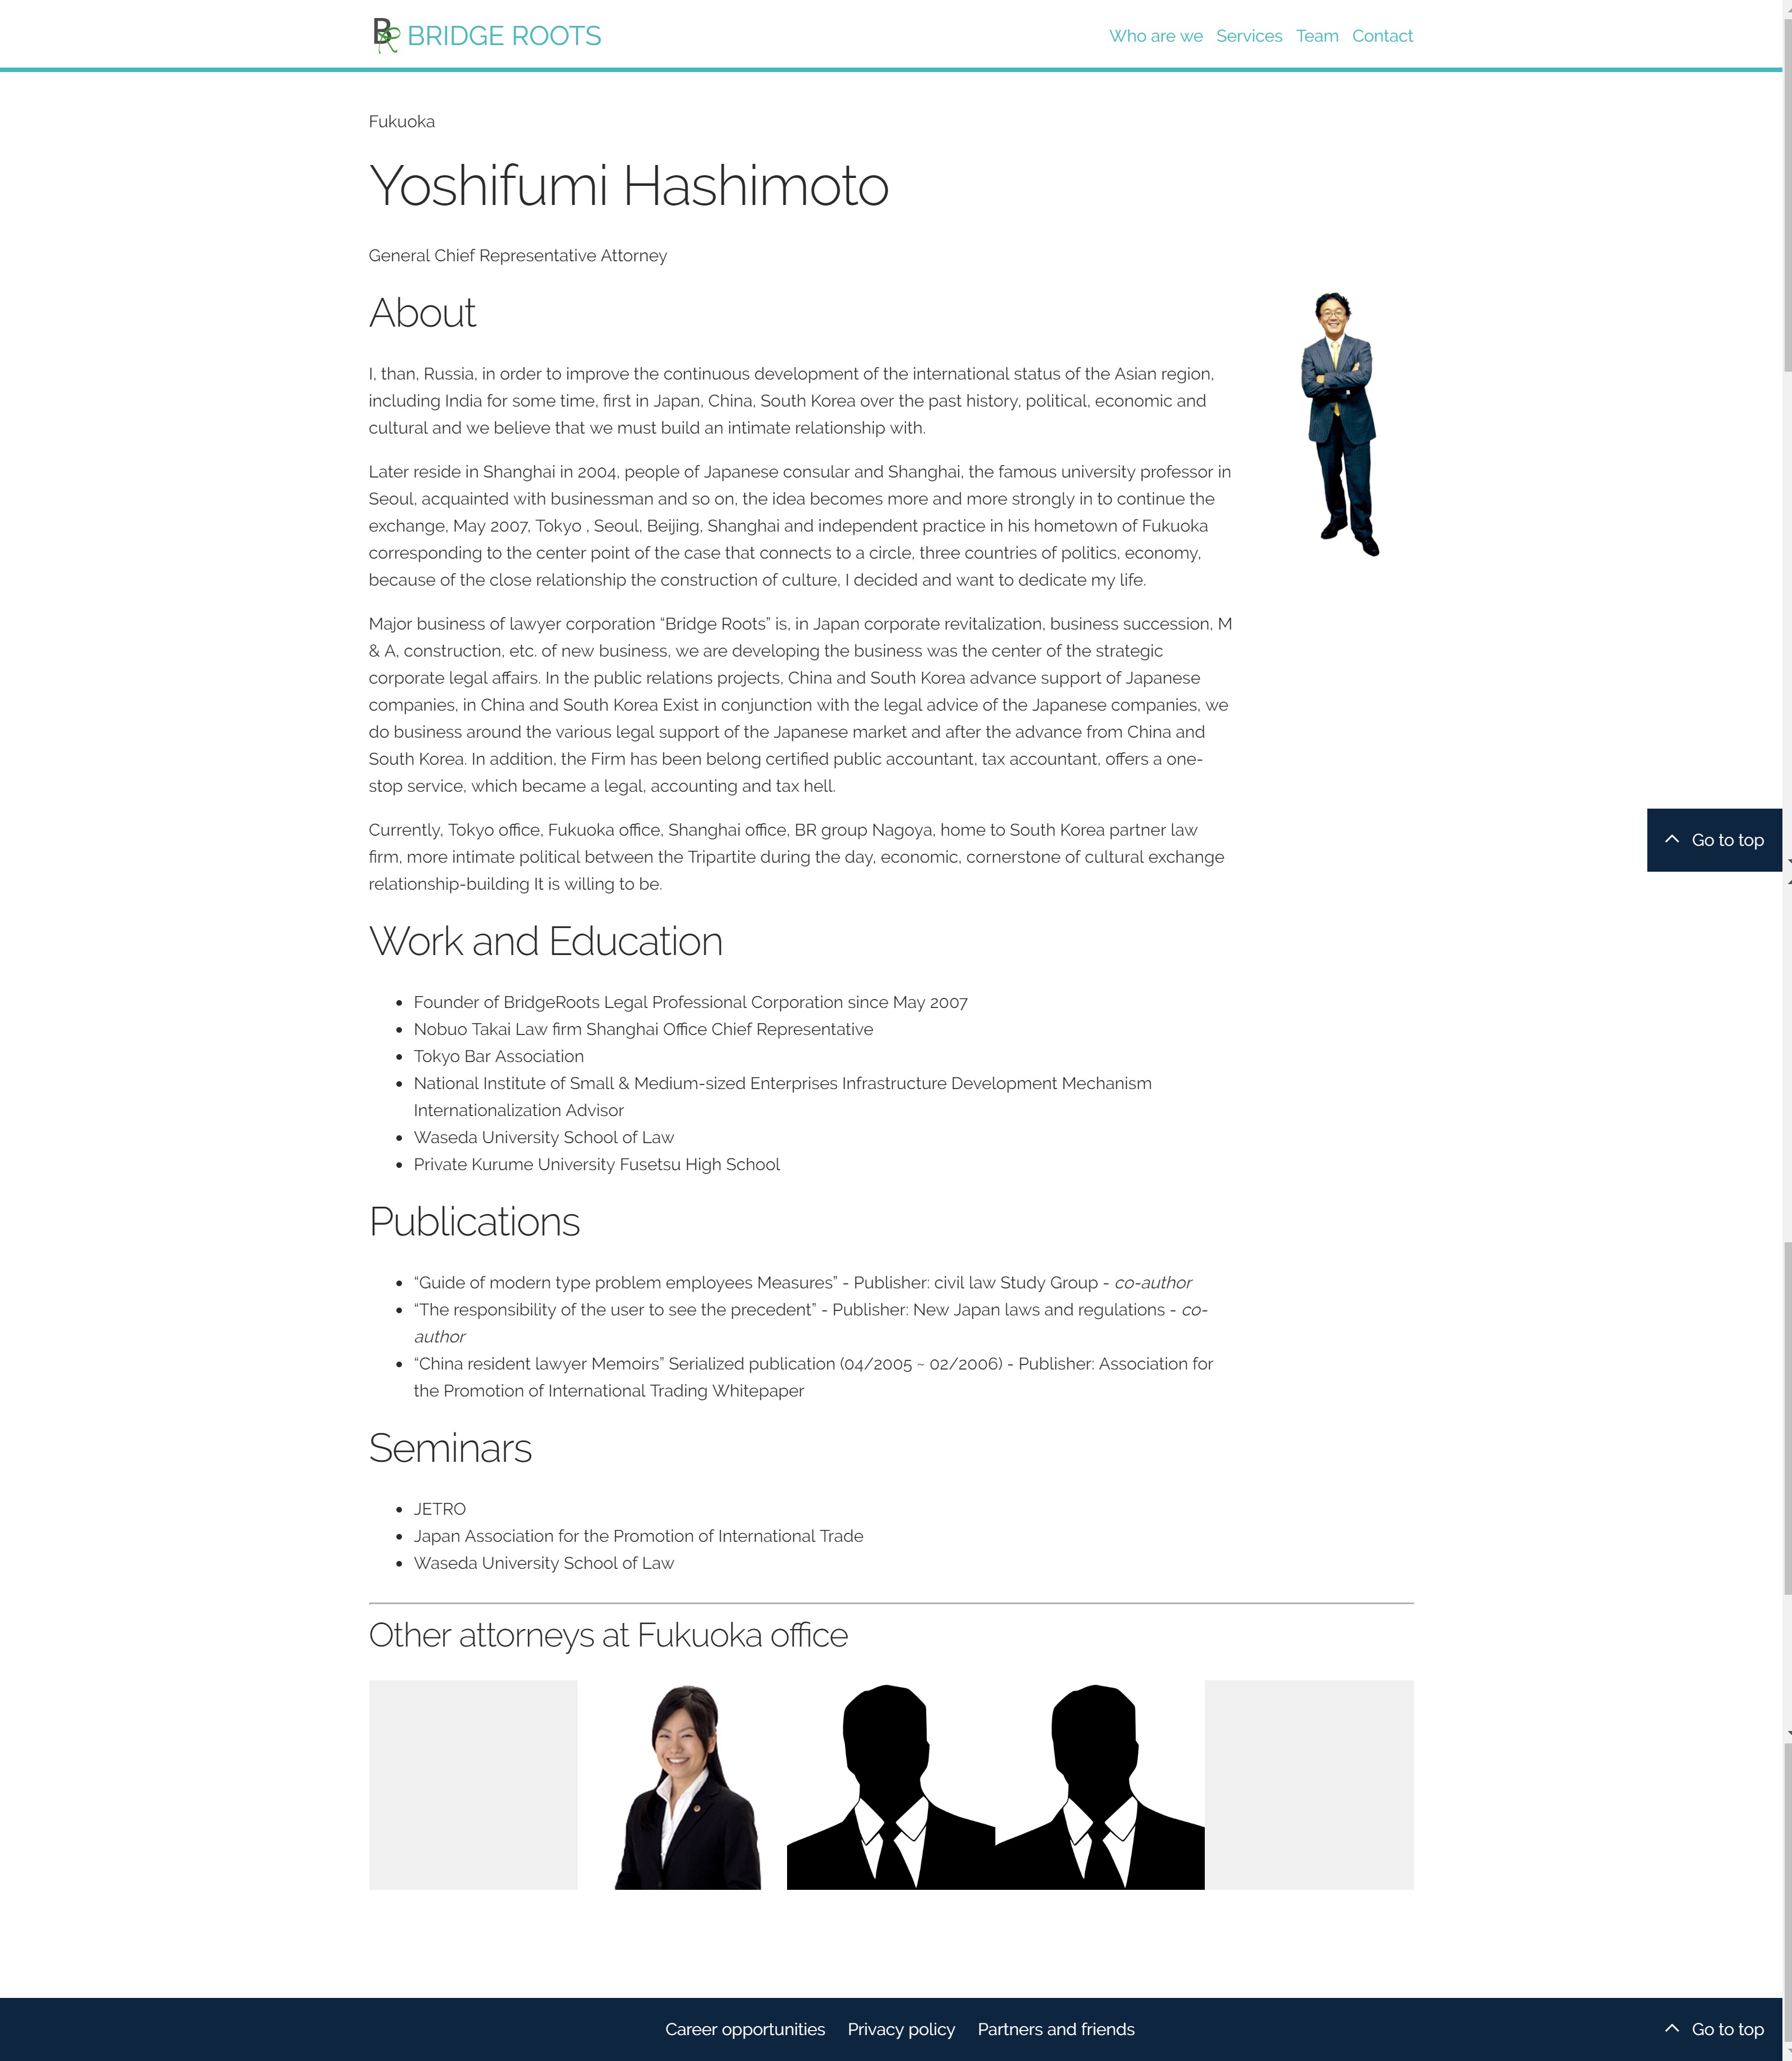 BR BRIDGE ROOTS
Who are we Services Team Contact
Fukuoka
Yoshifumi Hashimoto
General Chief Representative Attorney
About
I, than, Russia, in order to improve the continuous development of the international status of the Asian region,
including India for some time, first in Japan, China, South Korea over the past history, political, economic and
cultural and we believe that we must build an intimate relationship with.
Later reside in Shanghai in 2004, people of Japanese consular and Shanghai, the famous university professor in
Seoul, acquainted with businessman and so on, the idea becomes more and more strongly in to continue the
exchange, May 2007, Tokyo , Seoul, Beijing, Shanghai and independent practice in his hometown of Fukuoka
corresponding to the center point of the case that connects to a circle, three countries of politics, economy,
because of the close relationship the construction of culture, I decided and want to dedicate my life.
Major business of lawyer corporation “Bridge Roots” is, in Japan corporate revitalization, business succession, M
& A, construction, etc. of new business, we are developing the business was the center of the strategic
corporate legal affairs. In the public relations projects, China and South Korea advance support of Japanese
companies, in China and South Korea Exist in conjunction with the legal advice of the Japanese companies, we
do business around the various legal support of the Japanese market and after the advance from China and
South Korea. In addition, the Firm has been belong certified public accountant, tax accountant, offers a one-
stop service, which became a legal, accounting and tax hell.
Currently, Tokyo office, Fukuoka office, Shanghai office, BR group Nagoya, home to South Korea partner law
firm, more intimate political between the Tripartite during the day, economic, cornerstone of cultural exchange
relationship-building It is willing to be.
Go to top
Work and Education
• Founder of BridgeRoots Legal Professional Corporation since May 2007
• Nobuo Takai Law firm Shanghai Office Chief Representative
• Tokyo Bar Association
• National Institute of Small & Medium-sized Enterprises Infrastructure Development Mechanism
Internationalization Advisor
• Waseda University School of Law
• Private Kurume University Fusetsu High School
Publications
• “Guide of modern type problem employees Measures” - Publisher: civil law Study Group - co-author
• “The responsibility of the user to see the precedent” - Publisher: New Japan laws and regulations - co-
author
• “China resident lawyer Memoirs” Serialized publication (04/2005 ~ 02/2006) - Publisher: Association for
the Promotion of International Trading Whitepaper
Seminars
• JETRO
• Japan Association for the Promotion of International Trade
• Waseda University School of Law
Other attorneys at Fukuoka office
Career opportunities Privacy policy Partners and friends
Go to top